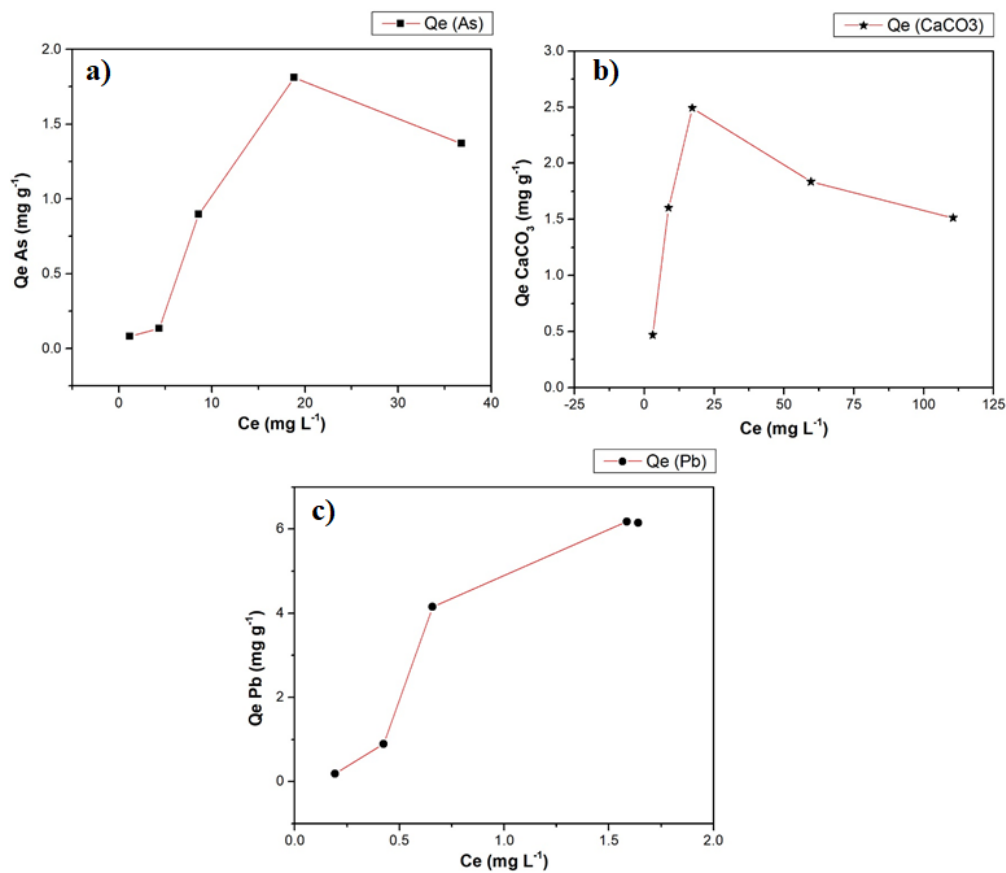 Qe (As)
a)
2.0
1.5
1.0
0.5
0.0
Qe As (mg g⁻¹)
0
10
20
30
40
Ce (mg L⁻¹)
Qe (CaCO3)
b)
3.0
2.5
2.0
1.5
1.0
0.5
0.0
Qe CaCO₃ (mg g⁻¹)
-25
0
25
50
75
100
125
Ce (mg L⁻¹)
Qe (Pb)
c)
6
4
2
0
Qe Pb (mg g⁻¹)
0.0
0.5
1.0
1.5
2.0
Ce (mg L⁻¹)